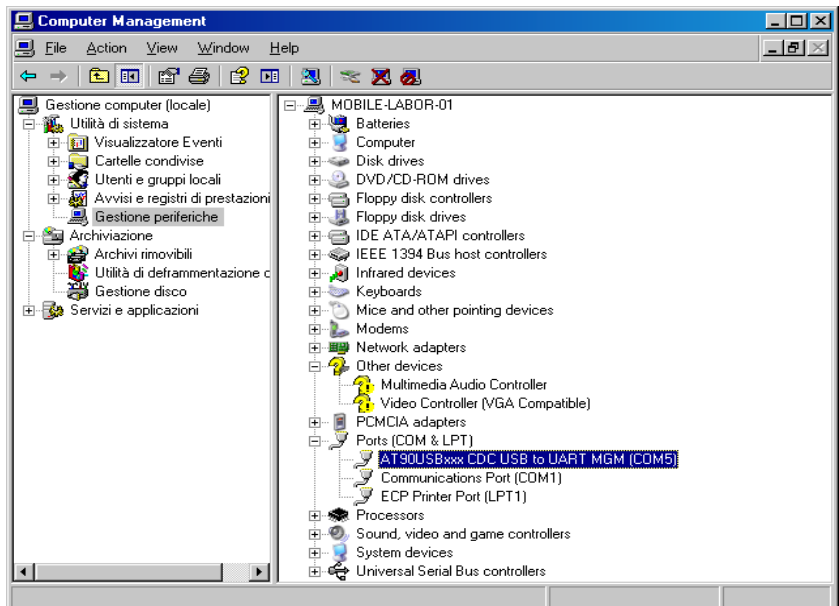 Computer Management
File Action View Window Help
Gestione computer (locale)
Utilità di sistema
Visualizzatore Eventi
Cartelle condivise
Utenti e gruppi locali
Avvisi e registri di prestazioni
Gestione periferiche
Archiviazione
Archivi rimovibili
Utilità di deframmentazione c
Gestione disco
Servizi e applicazioni
MOBILE-LABOR-01
Batteries
Computer
Disk drives
DVD/CD-ROM drives
Floppy disk controllers
Floppy disk drives
IDE ATA/ATAPI controllers
IEEE 1394 Bus host controllers
Infrared devices
Keyboards
Mice and other pointing devices
Modems
Network adapters
Other devices
Multimedia Audio Controller
Video Controller (VGA Compatible)
PCMCIA adapters
Ports (COM & LPT)
AT90USBxxx CDC USB to UART MGM (COM5)
Communications Port (COM1)
ECP Printer Port (LPT1)
Processors
Sound, video and game controllers
System devices
Universal Serial Bus controllers